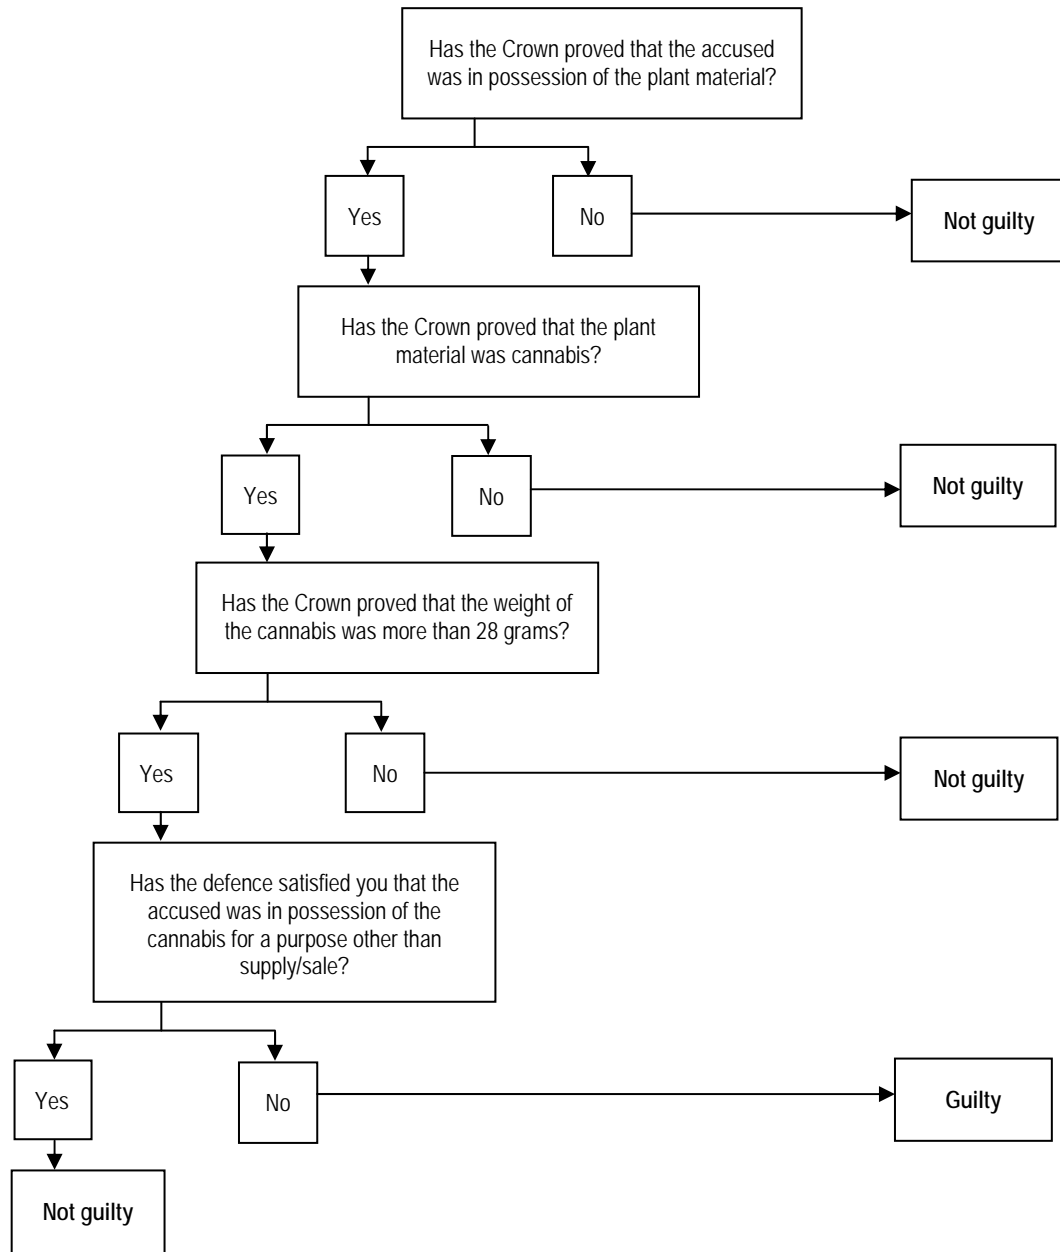 Has the Crown proved that the accused
was in possession of the plant material?
Yes
No
Not guilty
Has the Crown proved that the plant
material was cannabis?
Yes
No
Not guilty
Has the Crown proved that the weight of
the cannabis was more than 28 grams?
Yes
No
Not guilty
Has the defence satisfied you that the
accused was in possession of the
cannabis for a purpose other than
supply/sale?
Yes
No
Guilty
Not guilty